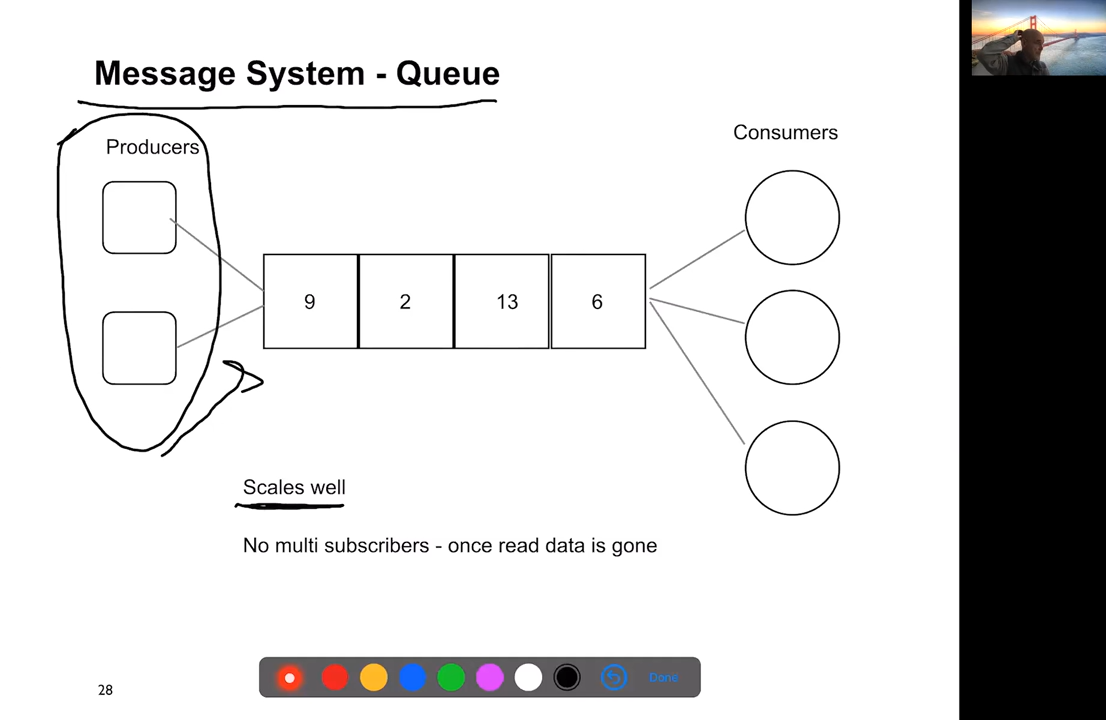 Message System - Queue
Producers
Consumers
9 2 13 6
Scales well
No multi subscribers - once read data is gone
28
Done